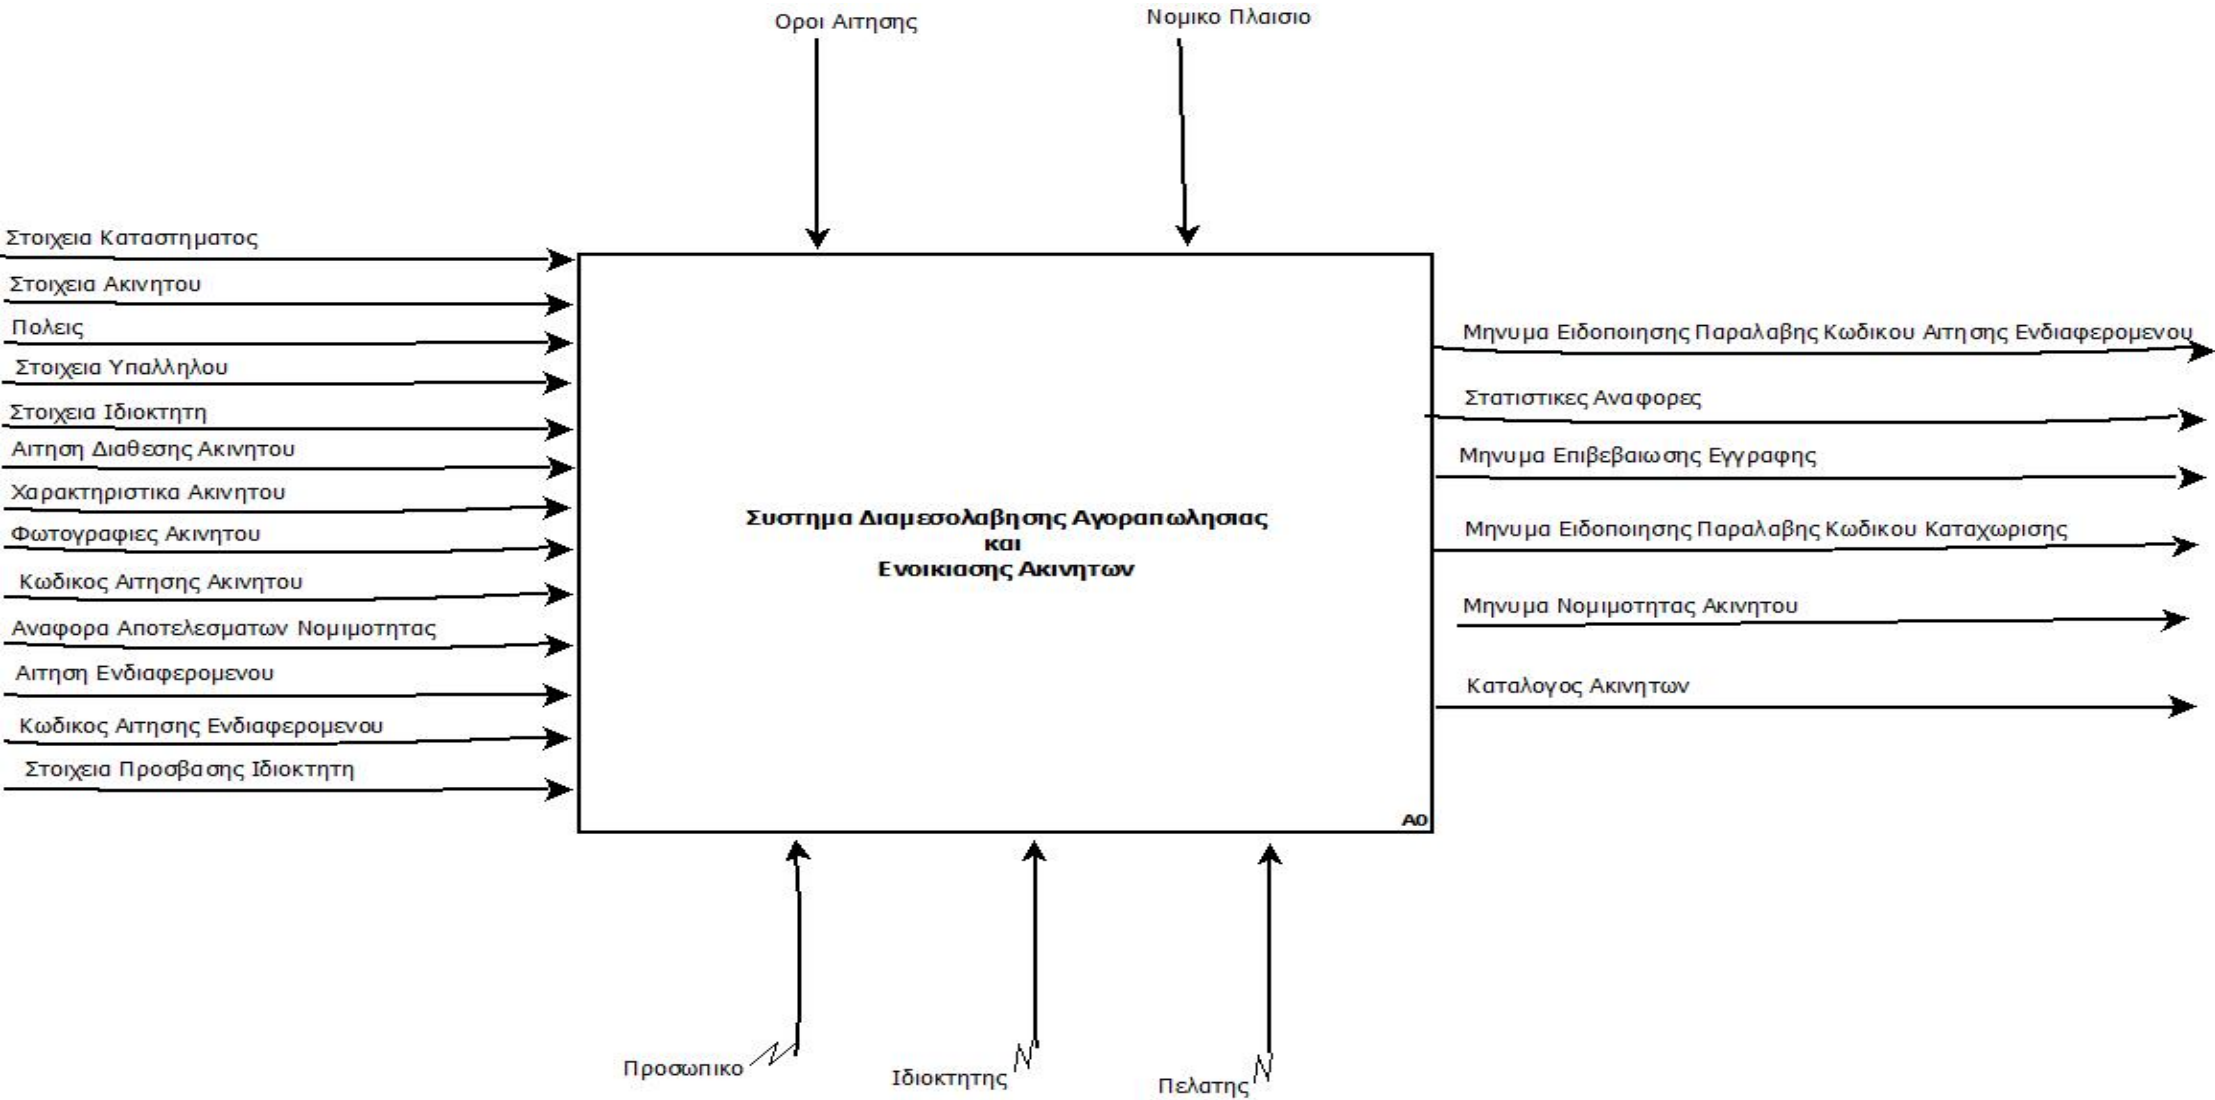 Οροι Αιτησης
Νομικο Πλαισιο
Στοιχεια Καταστηματος
Στοιχεια Ακινητου
Πολεις
Στοιχεια Υπαλληλου
Στοιχεια Ιδιοκτητη
Αιτηση Διαθεσης Ακινητου
Χαρακτηριστικα Ακινητου
Φωτογραφιες Ακινητου
Κωδικος Αιτησης Ακινητου
Αναφορα Αποτελεσματων Νομιμοτητας
Αιτηση Ενδιαφερομενου
Κωδικος Αιτησης Ενδιαφερομενου
Στοιχεια Προσβασης Ιδιοκτητη
Συστημα Διαμεσολαβησης Αγοραπωλησιας
και
Ενοικιασης Ακινητων
A0
Μηνυμα Ειδοποιησης Παραλαβης Κωδικου Αιτησης Ενδιαφερομενου
Στατιστικες Αναφορες
Μηνυμα Επιβεβαιωσης Εγγραφης
Μηνυμα Ειδοποιησης Παραλαβης Κωδικου Καταχωρισης
Μηνυμα Νομιμοτητας Ακινητου
Καταλογος Ακινητων
Προσωπικο
Ιδιοκτητης
Πελατης